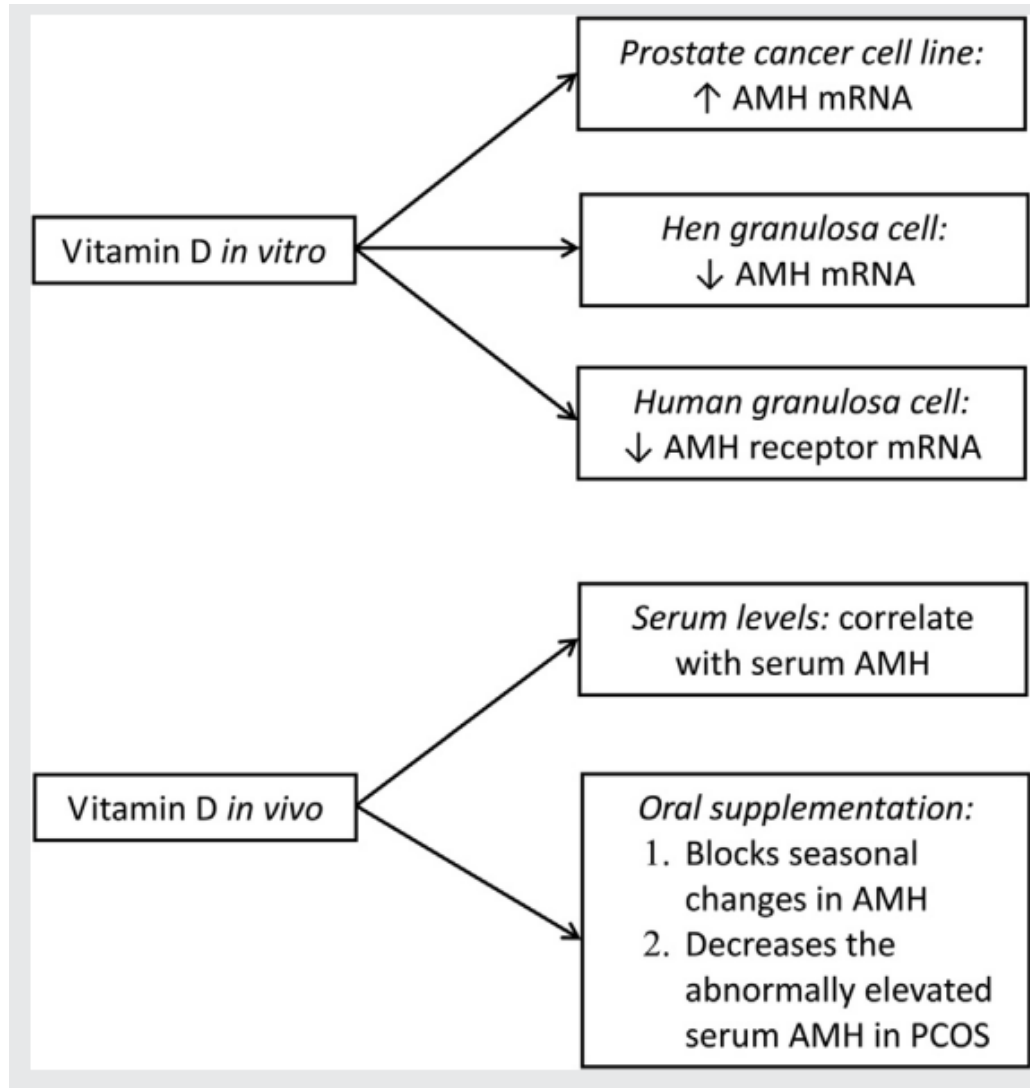 Prostate cancer cell line:
↑ AMH mRNA
Vitamin D in vitro
Hen granulosa cell:
↓ AMH mRNA
Human granulosa cell:
↓ AMH receptor mRNA
Serum levels: correlate
with serum AMH
Vitamin D in vivo
Oral supplementation:
1. Blocks seasonal
changes in AMH
2. Decreases the
abnormally elevated
serum AMH in PCOS